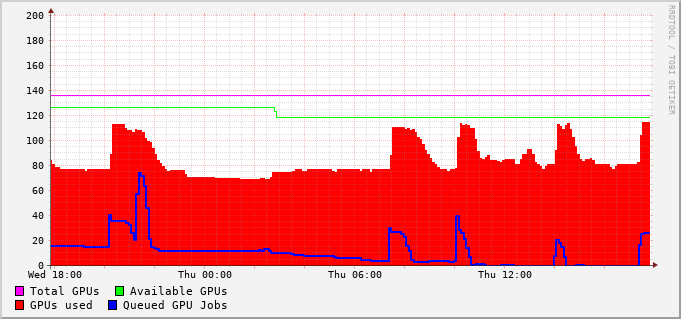 200
180
160
140
120
100
80
60
40
20
0
Wed 18:00 Thu 00:00 Thu 06:00 Thu 12:00
Total GPUs Available GPUs
GPUs used Queued GPU Jobs
RRDTOOL / TOBI OETIKER